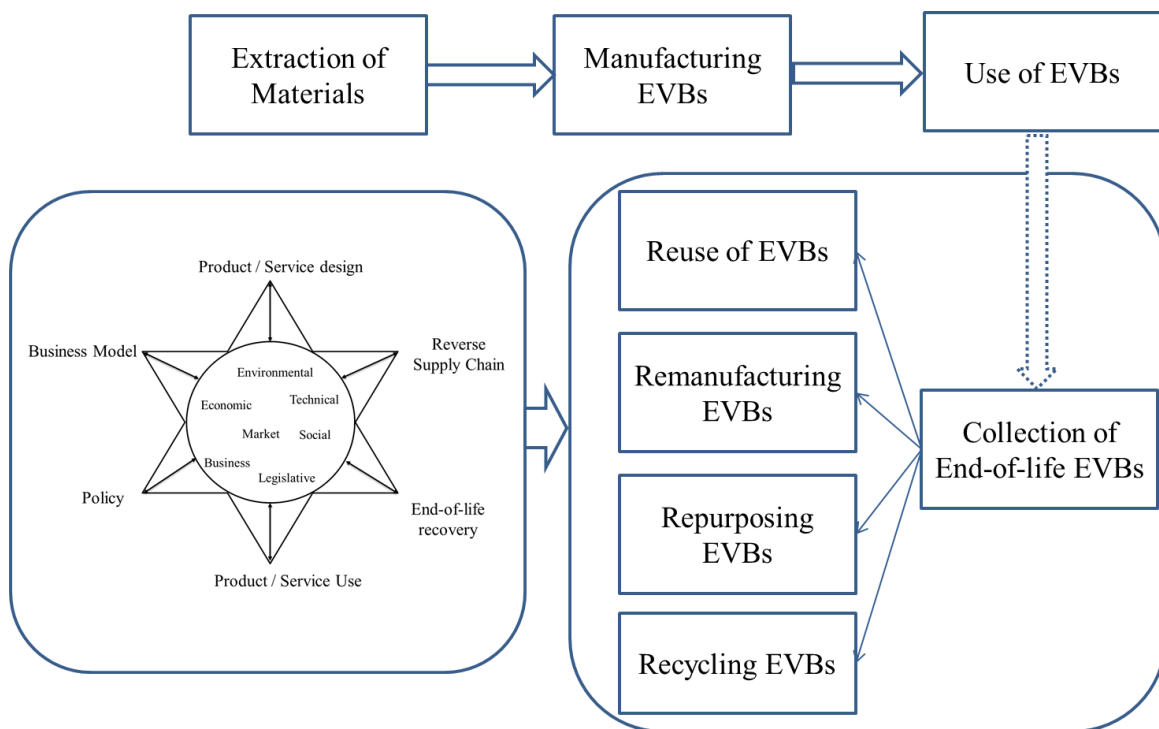 Extraction of
Materials
Manufacturing
EVBs
Use of EVBs
Product / Service design
Business Model
Reverse
Supply Chain
Environmental
Economic
Technical
Market
Social
Business
Legislative
Policy
End-of-life
recovery
Product / Service Use
Reuse of EVBs
Remanufacturing
EVBs
Repurposing
EVBs
Recycling EVBs
Collection of
End-of-life EVBs